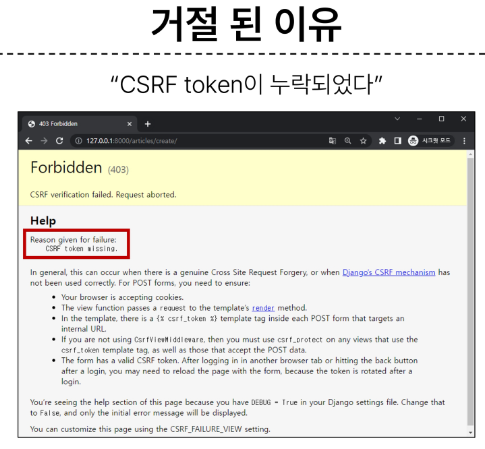 거절 된 이유
“CSRF token이 누락되었다”
403 Forbidden
127.0.0.1:8000/articles/create/
시크릿 모드
Forbidden (403)
CSRF verification failed. Request aborted.
Help
Reason given for failure:
CSRF token missing.
In general, this can occur when there is a genuine Cross Site Request Forgery, or when Django's CSRF mechanism has
not been used correctly. For POST forms, you need to ensure:
• Your browser is accepting cookies.
• The view function passes a request to the template's render method.
• In the template, there is a {% csrf_token %} template tag inside each POST form that targets an
internal URL.
• If you are not using CsrfViewMiddleware, then you must use csrf_protect on any views that use the
csrf_token template tag, as well as those that accept the POST data.
• The form has a valid CSRF token. After logging in in another browser tab or hitting the back button
after a login, you may need to reload the page with the form, because the token is rotated after a
login.
You're seeing the help section of this page because you have DEBUG = True in your Django settings file. Change that
to False, and only the initial error message will be displayed.
You can customize this page using the CSRF_FAILURE_VIEW setting.